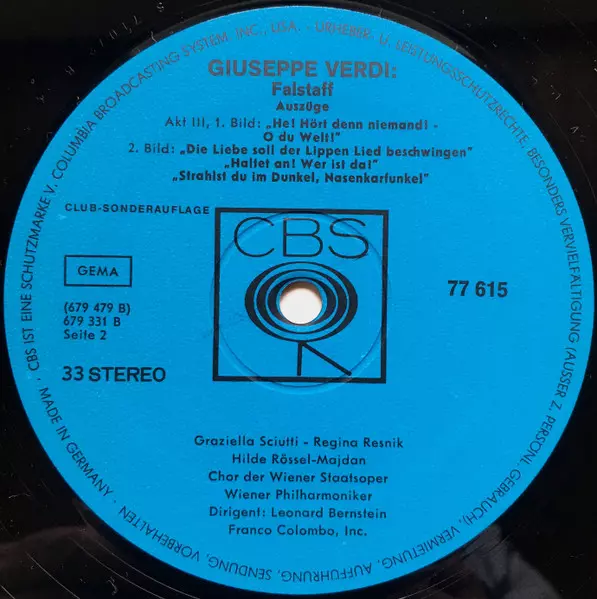 CBS IST EINE SCHUTZMARKE V. COLUMBIA BROADCASTING SYSTEM INC., USA. - URHEBER- U. LEISTUNGSSCHUTZRECHTE, BESONDERS VERVIELFÄLTIGUNG (AUSSER Z. PERSÖNL. GEBRAUCH), VERMIETUNG, AUFFÜHRUNG, SENDUNG, VORBEHALTEN · MADE IN GERMANY ·
GIUSEPPE VERDI:
Falstaff
Auszüge
Akt III, 1. Bild: „He! Hört denn niemand! -
O du Welt!"
2. Bild: „Die Liebe soll der Lippen Lied beschwingen"
„Haltet an! Wer ist da!"
„Strahlst du im Dunkel, Nasenkarfunkel"
CLUB-SONDERAUFLAGE
CBS
GEMA
77 615
(679 479 B)
679 331 B
Seite 2
33 STEREO
Graziella Sciutti - Regina Resnik
Hilde Rössel-Majdan
Chor der Wiener Staatsoper
Wiener Philharmoniker
Dirigent: Leonard Bernstein
Franco Colombo, Inc.